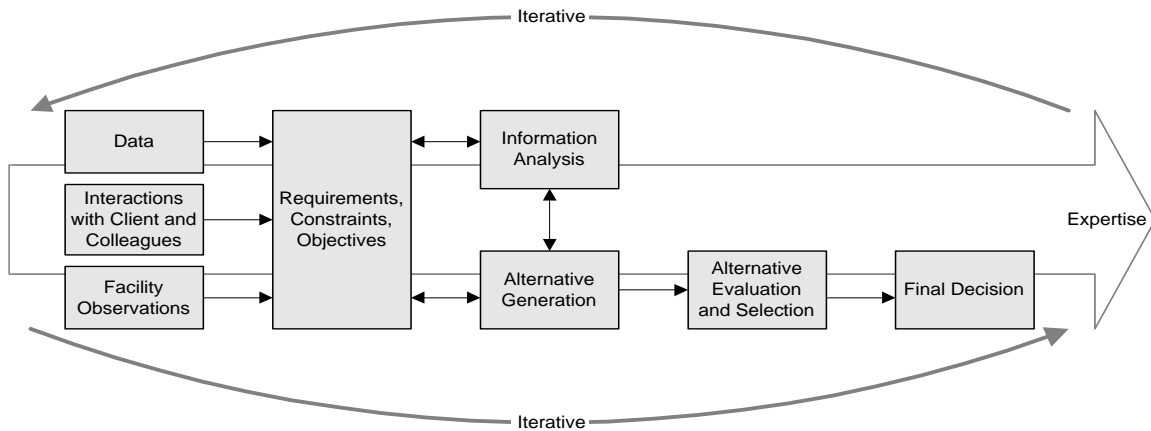 Iterative
Data
Interactions
with Client and
Colleagues
Facility
Observations
Requirements,
Constraints,
Objectives
Information
Analysis
Alternative
Generation
Alternative
Evaluation
and Selection
Final Decision
Expertise
Iterative